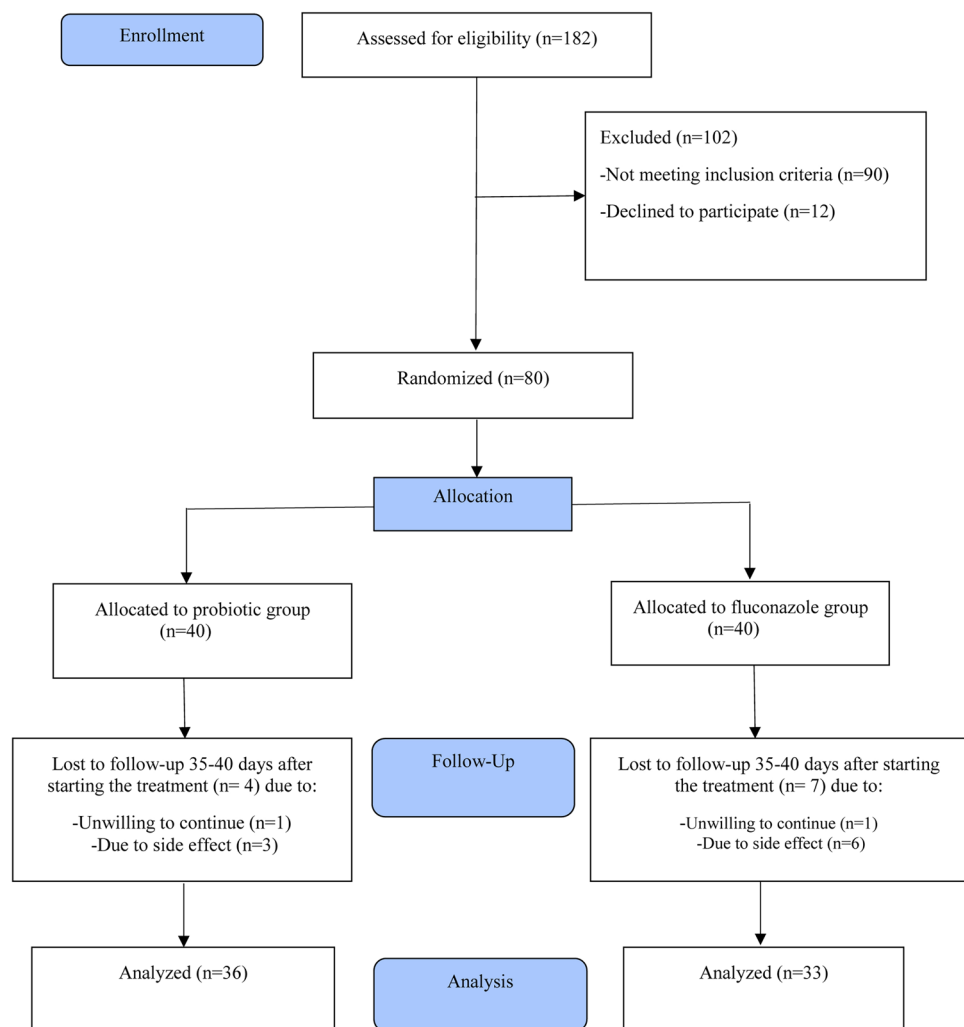 Enrollment
Assessed for eligibility (n=182)
Excluded (n=102)
-Not meeting inclusion criteria (n=90)
-Declined to participate (n=12)
Randomized (n=80)
Allocation
Allocated to probiotic group
(n=40)
Allocated to fluconazole group
(n=40)
Lost to follow-up 35-40 days after
starting the treatment (n= 4) due to:
-Unwilling to continue (n=1)
-Due to side effect (n=3)
Follow-Up
Lost to follow-up 35-40 days after starting
the treatment (n= 7) due to:
-Unwilling to continue (n=1)
-Due to side effect (n=6)
Analyzed (n=36)
Analysis
Analyzed (n=33)